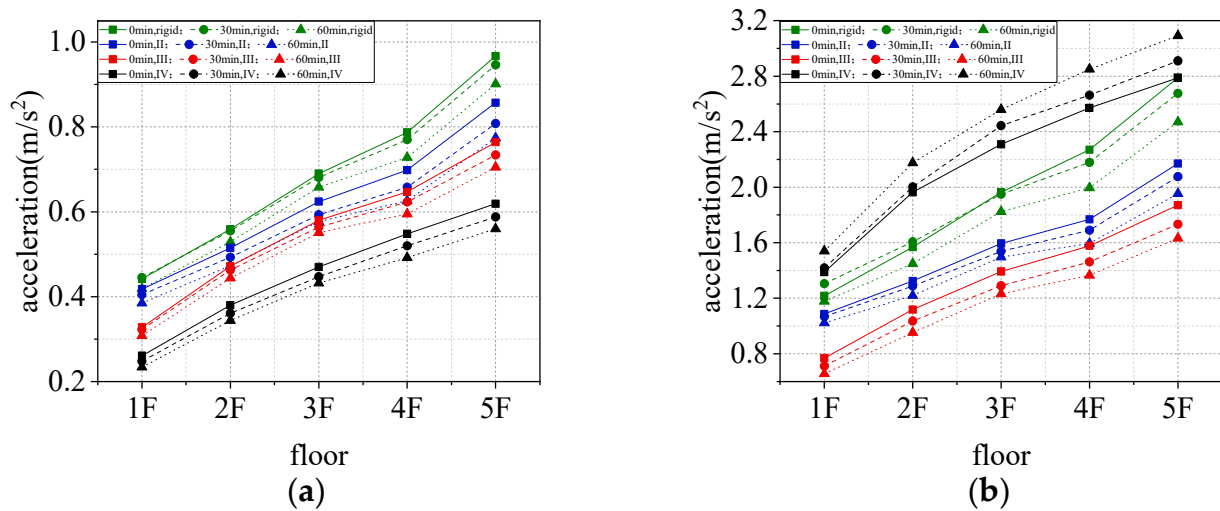 0min,rigid; 30min,rigid; 60min,rigid
0min,II; 30min,II; 60min,II
0min,III; 30min,III; 60min,III
0min,IV; 30min,IV; 60min,IV
1.0
0.8
0.6
0.4
0.2
acceleration(m/s²)
1F 2F 3F 4F 5F
floor
(a)
0min,rigid; 30min,rigid; 60min,rigid
0min,II; 30min,II; 60min,II
0min,III; 30min,III; 60min,III
0min,IV; 30min,IV; 60min,IV
3.2
2.8
2.4
2.0
1.6
1.2
0.8
acceleration(m/s²)
1F 2F 3F 4F 5F
floor
(b)